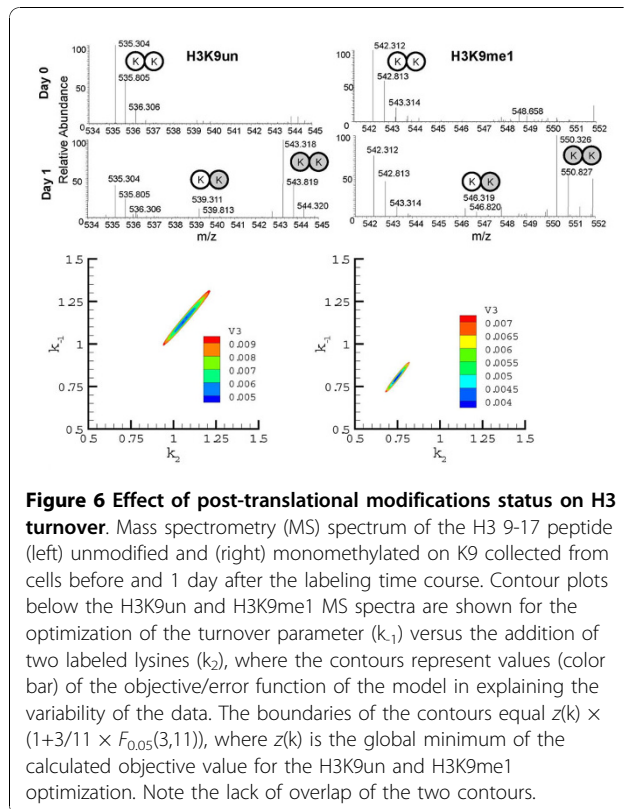 H3K9un
H3K9me1
Day 0
Relative Abundance
100
50
0
535.304
K K
535.805
536.306
534 535 536 537 538 539 540 541 542 543 544 545
100
50
0
542.312
K K
542.813
543.314
548.658
542 543 544 545 546 547 548 549 550 551 552
Day 1
100
50
0
535.304
535.805
536.306
K K
539.311
539.813
543.318
K K
543.819
544.320
534 535 536 537 538 539 540 541 542 543 544 545
m/z
100
50
0
542.312
542.813
543.314
K K
546.319
546.820
550.326
K K
550.827
542 543 544 545 546 547 548 549 550 551 552
m/z
1.5
1.25
1
0.75
0.5
k-1
V3
0.009
0.008
0.007
0.006
0.005
0.5 0.75 1 1.25 1.5
k2
1.5
1.25
1
0.75
0.5
k-1
V3
0.007
0.0065
0.006
0.0055
0.005
0.0045
0.004
0.5 0.75 1 1.25 1.5
k2
Figure 6 Effect of post-translational modifications status on H3
turnover. Mass spectrometry (MS) spectrum of the H3 9-17 peptide
(left) unmodified and (right) monomethylated on K9 collected from
cells before and 1 day after the labeling time course. Contour plots
below the H3K9un and H3K9me1 MS spectra are shown for the
optimization of the turnover parameter (k-1) versus the addition of
two labeled lysines (k2), where the contours represent values (color
bar) of the objective/error function of the model in explaining the
variability of the data. The boundaries of the contours equal z(k) ×
(1+3/11 × F0.05(3,11)), where z(k) is the global minimum of the
calculated objective value for the H3K9un and H3K9me1
optimization. Note the lack of overlap of the two contours.